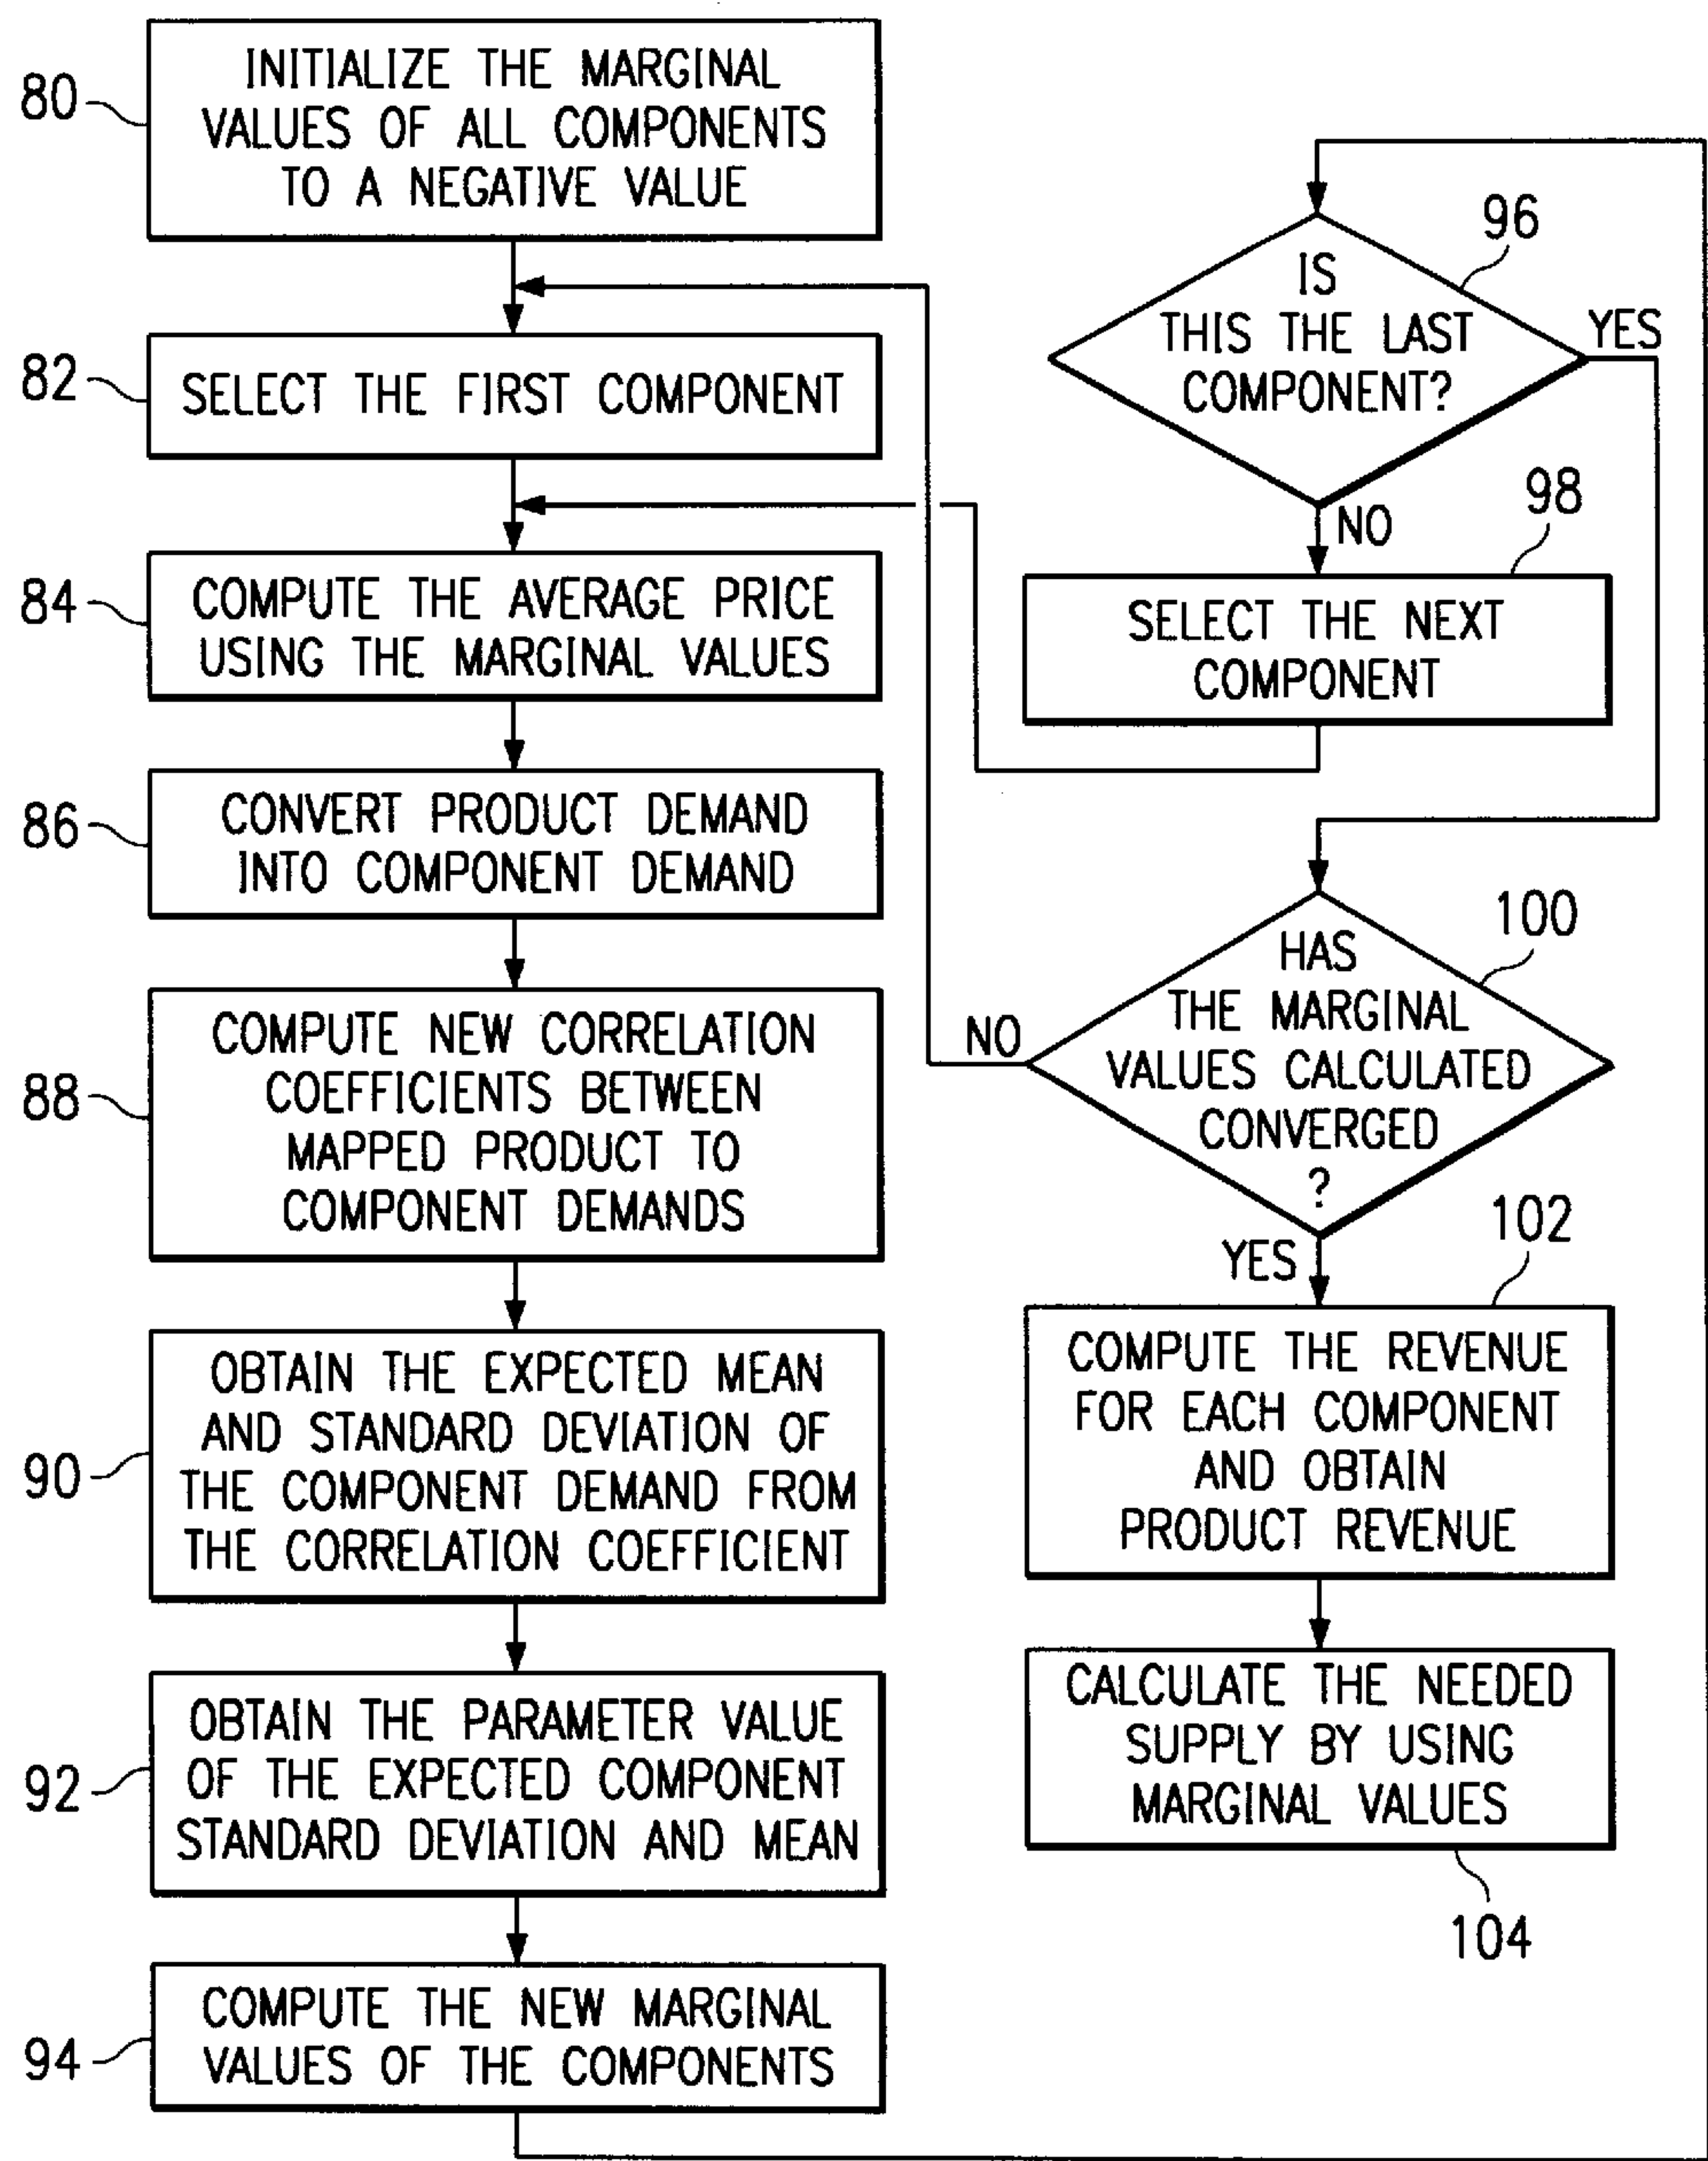 80
INITIALIZE THE MARGINAL
VALUES OF ALL COMPONENTS
TO A NEGATIVE VALUE
82
SELECT THE FIRST COMPONENT
84
COMPUTE THE AVERAGE PRICE
USING THE MARGINAL VALUES
86
CONVERT PRODUCT DEMAND
INTO COMPONENT DEMAND
88
COMPUTE NEW CORRELATION
COEFFICIENTS BETWEEN
MAPPED PRODUCT TO
COMPONENT DEMANDS
90
OBTAIN THE EXPECTED MEAN
AND STANDARD DEVIATION OF
THE COMPONENT DEMAND FROM
THE CORRELATION COEFFICIENT
92
OBTAIN THE PARAMETER VALUE
OF THE EXPECTED COMPONENT
STANDARD DEVIATION AND MEAN
94
COMPUTE THE NEW MARGINAL
VALUES OF THE COMPONENTS
96
IS
THIS THE LAST
COMPONENT?
YES
NO
98
SELECT THE NEXT
COMPONENT
100
HAS
THE MARGINAL
VALUES CALCULATED
CONVERGED
?
NO
YES
102
COMPUTE THE REVENUE
FOR EACH COMPONENT
AND OBTAIN
PRODUCT REVENUE
CALCULATE THE NEEDED
SUPPLY BY USING
MARGINAL VALUES
104